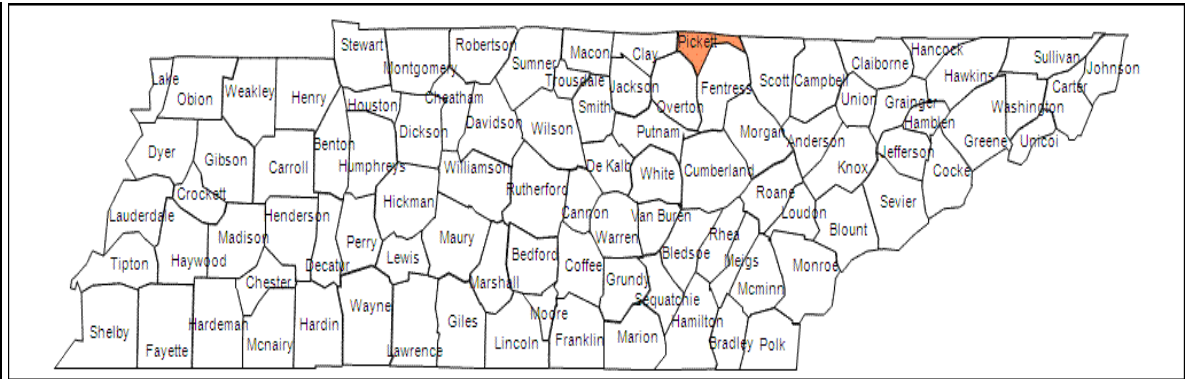 Stewart
Robertson
Montgomery
Sumner
Macon
Clay
Pickett
Trousdale
Jackson
Overton
Fentress
Scott
Campbell
Claiborne
Hancock
Hawkins
Sullivan
Johnson
Lake
Obion
Weakley
Henry
Houston
Cheatham
Davidson
Wilson
Smith
Putnam
Morgan
Anderson
Union
Grainger
Hamblen
Washington
Carter
Unicoi
Greene
Dyer
Gibson
Carroll
Benton
Humphreys
Dickson
Williamson
Rutherford
De Kalb
White
Cumberland
Roane
Knox
Jefferson
Cocke
Sevier
Crockett
Lauderdale
Madison
Henderson
Hickman
Perry
Maury
Cannon
Warren
Van Buren
Bledsoe
Rhea
Meigs
Loudon
Blount
Monroe
Tipton
Haywood
Chester
Decatur
Lewis
Marshall
Bedford
Coffee
Grundy
Sequatchie
Mcminn
Shelby
Fayette
Hardeman
Mcnairy
Hardin
Wayne
Lawrence
Giles
Lincoln
Moore
Franklin
Marion
Hamilton
Bradley
Polk